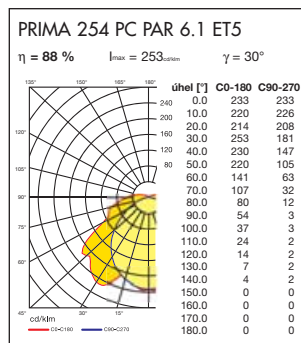 PRIMA 254 PC PAR 6.1 ET5
η = 88 % Imax = 253cd/klm γ = 30°
135° 150° 165° 180°
úhel [°] C0-180 C90-270
0.0 233 233
10.0 220 226
20.0 214 208
30.0 253 181
40.0 230 147
50.0 220 105
60.0 141 63
70.0 107 32
80.0 80 12
90.0 54 3
100.0 37 3
110.0 24 2
120.0 14 2
130.0 7 2
140.0 4 2
150.0 0 0
160.0 0 0
170.0 0 0
180.0 0 0
240
200
160
120
80
120°
90°
75°
60°
45° 30° 15° 0°
cd/klm
C0-C180 C90-C270